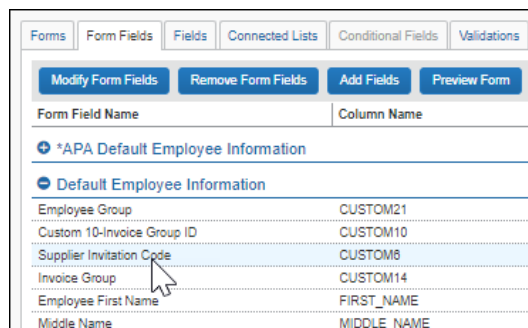 Forms Form Fields Fields Connected Lists Conditional Fields Validations
Modify Form Fields Remove Form Fields Add Fields Preview Form
Form Field Name Column Name
*APA Default Employee Information
Default Employee Information
Employee Group CUSTOM21
Custom 10-Invoice Group ID CUSTOM10
Supplier Invitation Code CUSTOM6
Invoice Group CUSTOM14
Employee First Name FIRST_NAME
Middle Name MIDDLE_NAME